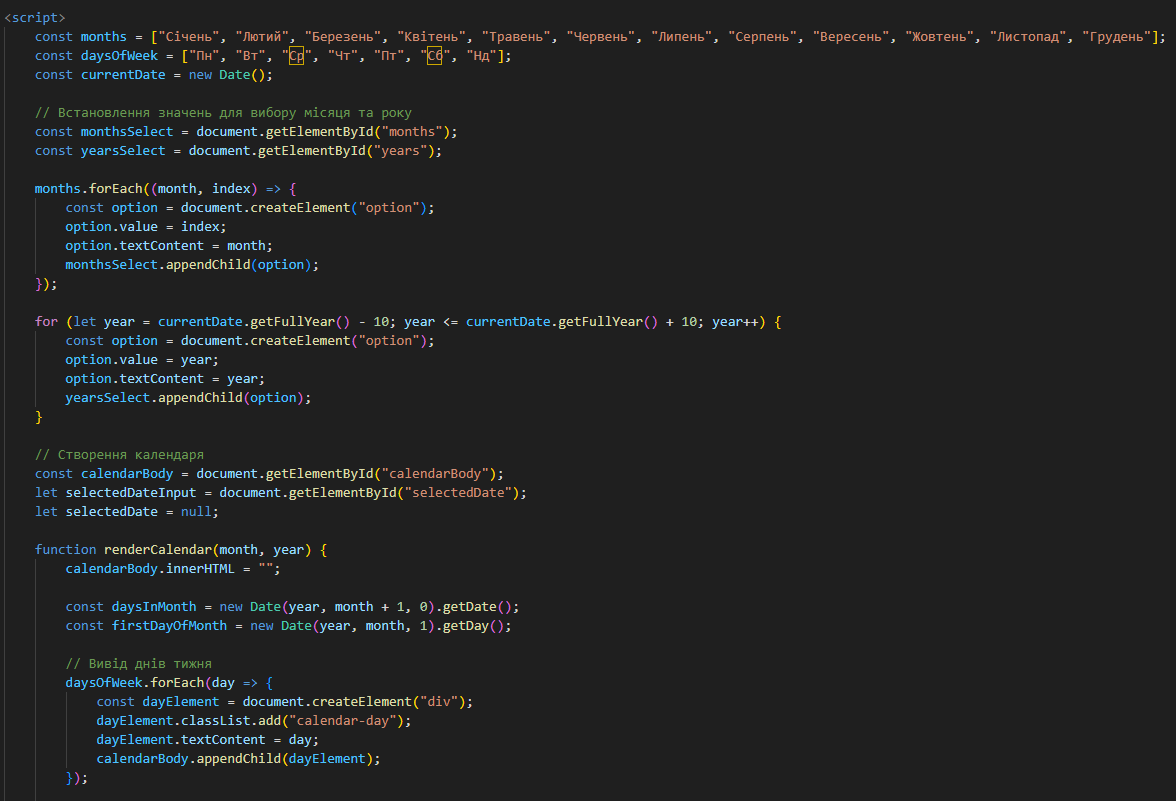 <script>
    const months = ["Січень", "Лютий", "Березень", "Квітень", "Травень", "Червень", "Липень", "Серпень", "Вересень", "Жовтень", "Листопад", "Грудень"];
    const daysOfWeek = ["Пн", "Вт", "Ср", "Чт", "Пт", "Сб", "Нд"];
    const currentDate = new Date();

    // Встановлення значень для вибору місяця та року
    const monthsSelect = document.getElementById("months");
    const yearsSelect = document.getElementById("years");

    months.forEach((month, index) => {
        const option = document.createElement("option");
        option.value = index;
        option.textContent = month;
        monthsSelect.appendChild(option);
    });

    for (let year = currentDate.getFullYear() - 10; year <= currentDate.getFullYear() + 10; year++) {
        const option = document.createElement("option");
        option.value = year;
        option.textContent = year;
        yearsSelect.appendChild(option);
    }

    // Створення календаря
    const calendarBody = document.getElementById("calendarBody");
    let selectedDateInput = document.getElementById("selectedDate");
    let selectedDate = null;

    function renderCalendar(month, year) {
        calendarBody.innerHTML = "";

        const daysInMonth = new Date(year, month + 1, 0).getDate();
        const firstDayOfMonth = new Date(year, month, 1).getDay();

        // Вивід днів тижня
        daysOfWeek.forEach(day => {
            const dayElement = document.createElement("div");
            dayElement.classList.add("calendar-day");
            dayElement.textContent = day;
            calendarBody.appendChild(dayElement);
        });